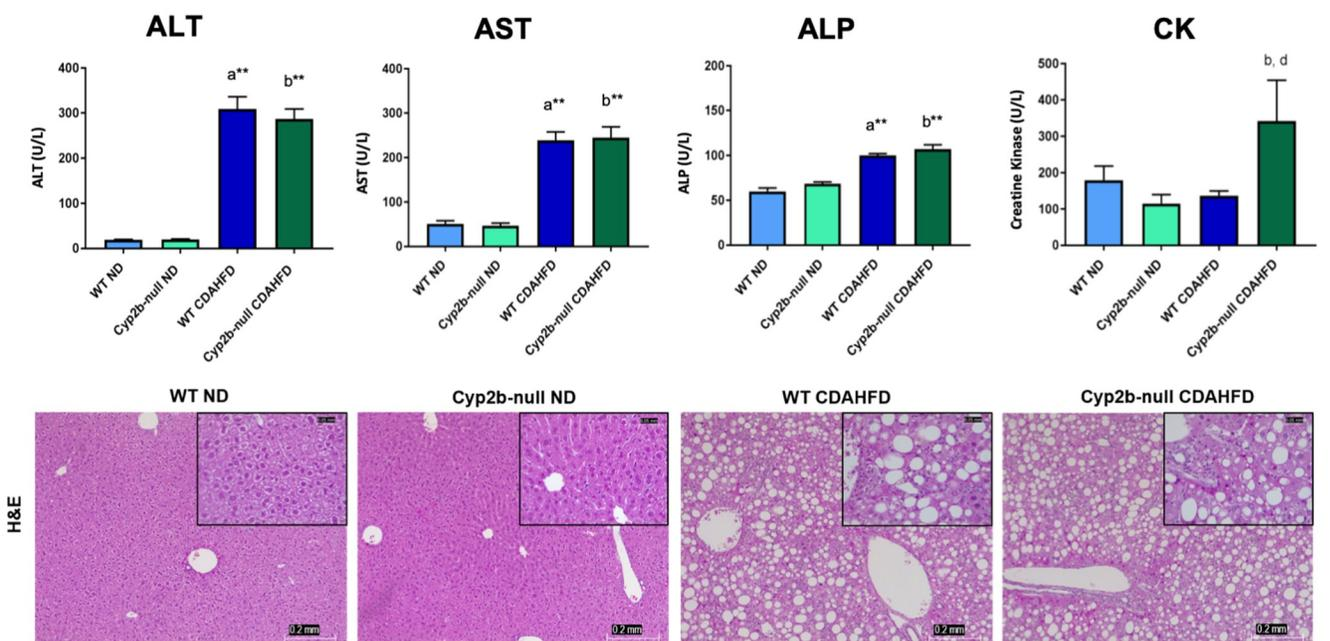 ALT
AST
ALP
CK
ALT (U/L)
400
300
200
100
0
a**
b**
WT ND
Cyp2b-null ND
WT CDAHFD
Cyp2b-null CDAHFD
AST (U/L)
400
300
200
100
0
a**
b**
WT ND
Cyp2b-null ND
WT CDAHFD
Cyp2b-null CDAHFD
ALP (U/L)
200
150
100
50
0
a**
b**
WT ND
Cyp2b-null ND
WT CDAHFD
Cyp2b-null CDAHFD
Creatine Kinase (U/L)
500
400
300
200
100
0
b, d
WT ND
Cyp2b-null ND
WT CDAHFD
Cyp2b-null CDAHFD
WT ND
Cyp2b-null ND
WT CDAHFD
Cyp2b-null CDAHFD
H&E
0.2 mm
0.2 mm
0.2 mm
0.2 mm